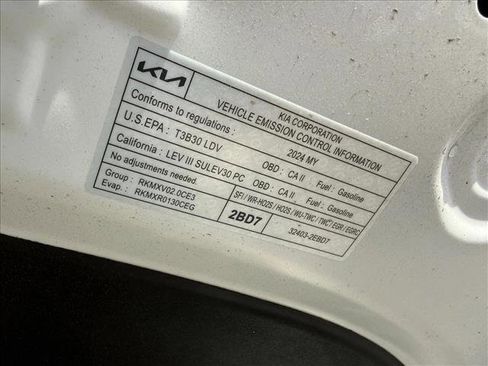 KIA
KIA CORPORATION
VEHICLE EMISSION CONTROL INFORMATION
Conforms to regulations : 2024 MY
U.S.EPA : T3B30 LDV OBD : CA II Fuel : Gasoline
California : LEV III SULEV30 PC OBD : CA II Fuel : Gasoline
No adjustments needed.
Group : RKMXV02.0CE3
Evap. : RKMXR0130CEG
2BD7
SFI / WR-HO2S / HO2S / WU-TWC / TWC / EGR / EGRC
32403-2EBD7